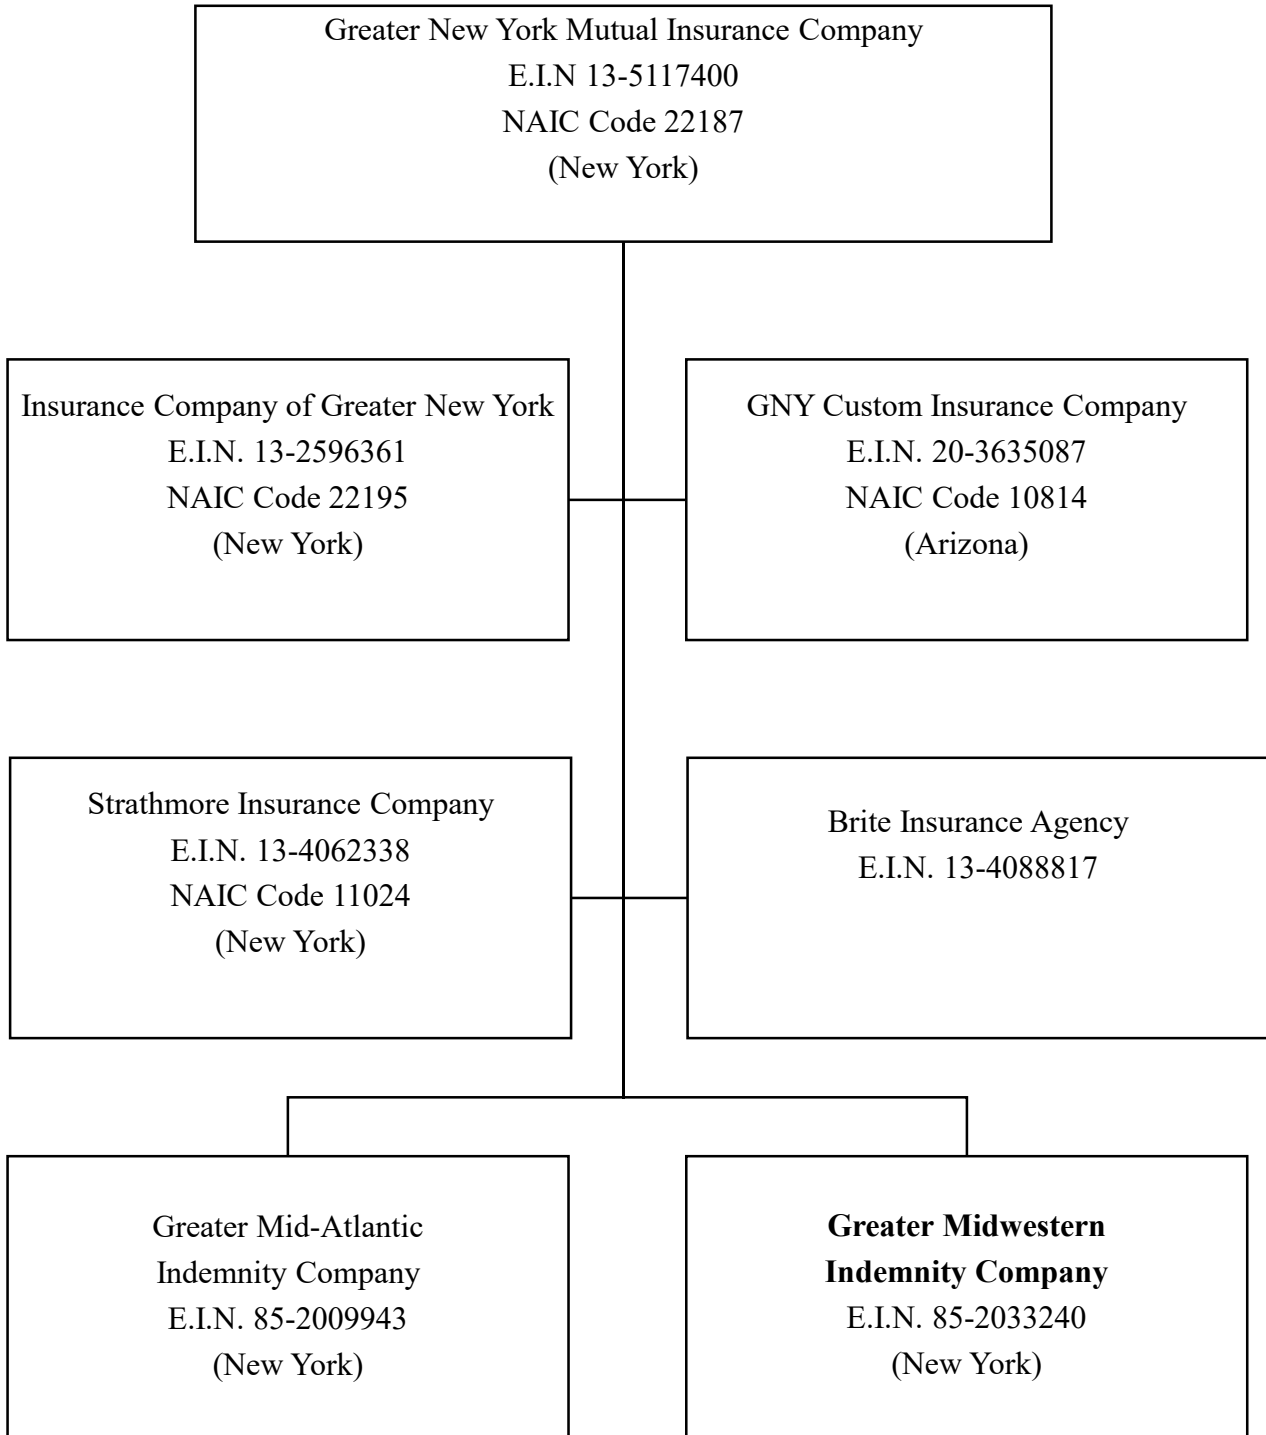 Greater New York Mutual Insurance Company
E.I.N 13-5117400
NAIC Code 22187
(New York)
Insurance Company of Greater New York
E.I.N. 13-2596361
NAIC Code 22195
(New York)
GNY Custom Insurance Company
E.I.N. 20-3635087
NAIC Code 10814
(Arizona)
Strathmore Insurance Company
E.I.N. 13-4062338
NAIC Code 11024
(New York)
Brite Insurance Agency
E.I.N. 13-4088817
Greater Mid-Atlantic
Indemnity Company
E.I.N. 85-2009943
(New York)
Greater Midwestern
Indemnity Company
E.I.N. 85-2033240
(New York)